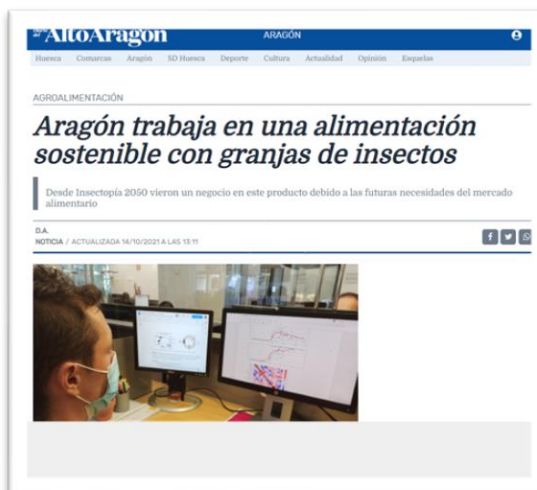 Diario del AltoAragón
ARAGÓN
Huesca Comarcas Aragón SD Huesca Deporte Cultura Actualidad Opinión Esquelas
AGROALIMENTACIÓN
Aragón trabaja en una alimentación
sostenible con granjas de insectos
Desde Insectopía 2050 vieron un negocio en este producto debido a las futuras necesidades del mercado
alimentario
D.A.
NOTICIA / ACTUALIZADA 14/10/2021 A LAS 13:11